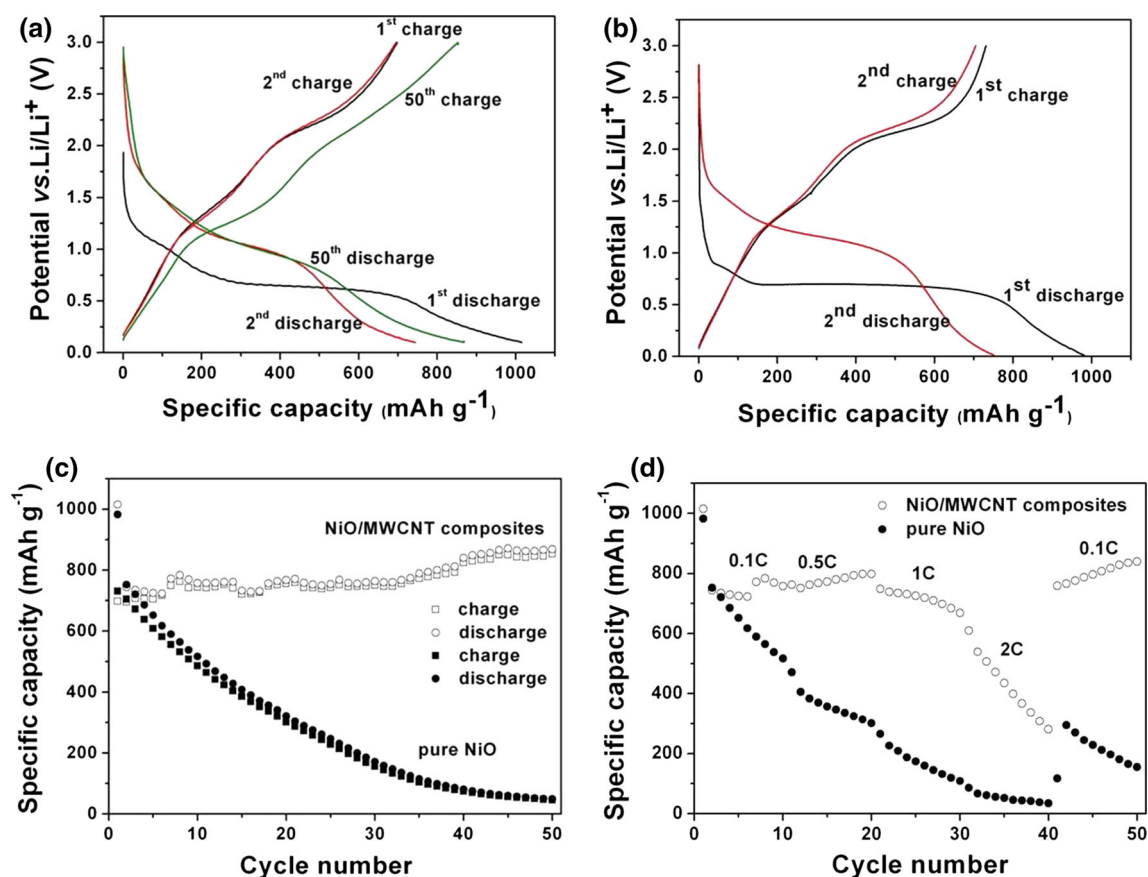 (a)
1st charge
2nd charge
50th charge
50th discharge
1st discharge
2nd discharge
3.0
2.5
2.0
1.5
1.0
0.5
0.0
Potential vs.Li/Li+ (V)
0 200 400 600 800 1000
Specific capacity (mAh g-1)
(b)
2nd charge
1st charge
1st discharge
2nd discharge
3.0
2.5
2.0
1.5
1.0
0.5
0.0
Potential vs.Li/Li+ (V)
0 200 400 600 800 1000
Specific capacity (mAh g-1)
(c)
NiO/MWCNT composites
charge
discharge
charge
discharge
pure NiO
1000
800
600
400
200
0
Specific capacity (mAh g-1)
0 10 20 30 40 50
Cycle number
(d)
NiO/MWCNT composites
pure NiO
0.1C
0.5C
1C
2C
0.1C
1000
800
600
400
200
0
Specific capacity (mAh g-1)
0 10 20 30 40 50
Cycle number